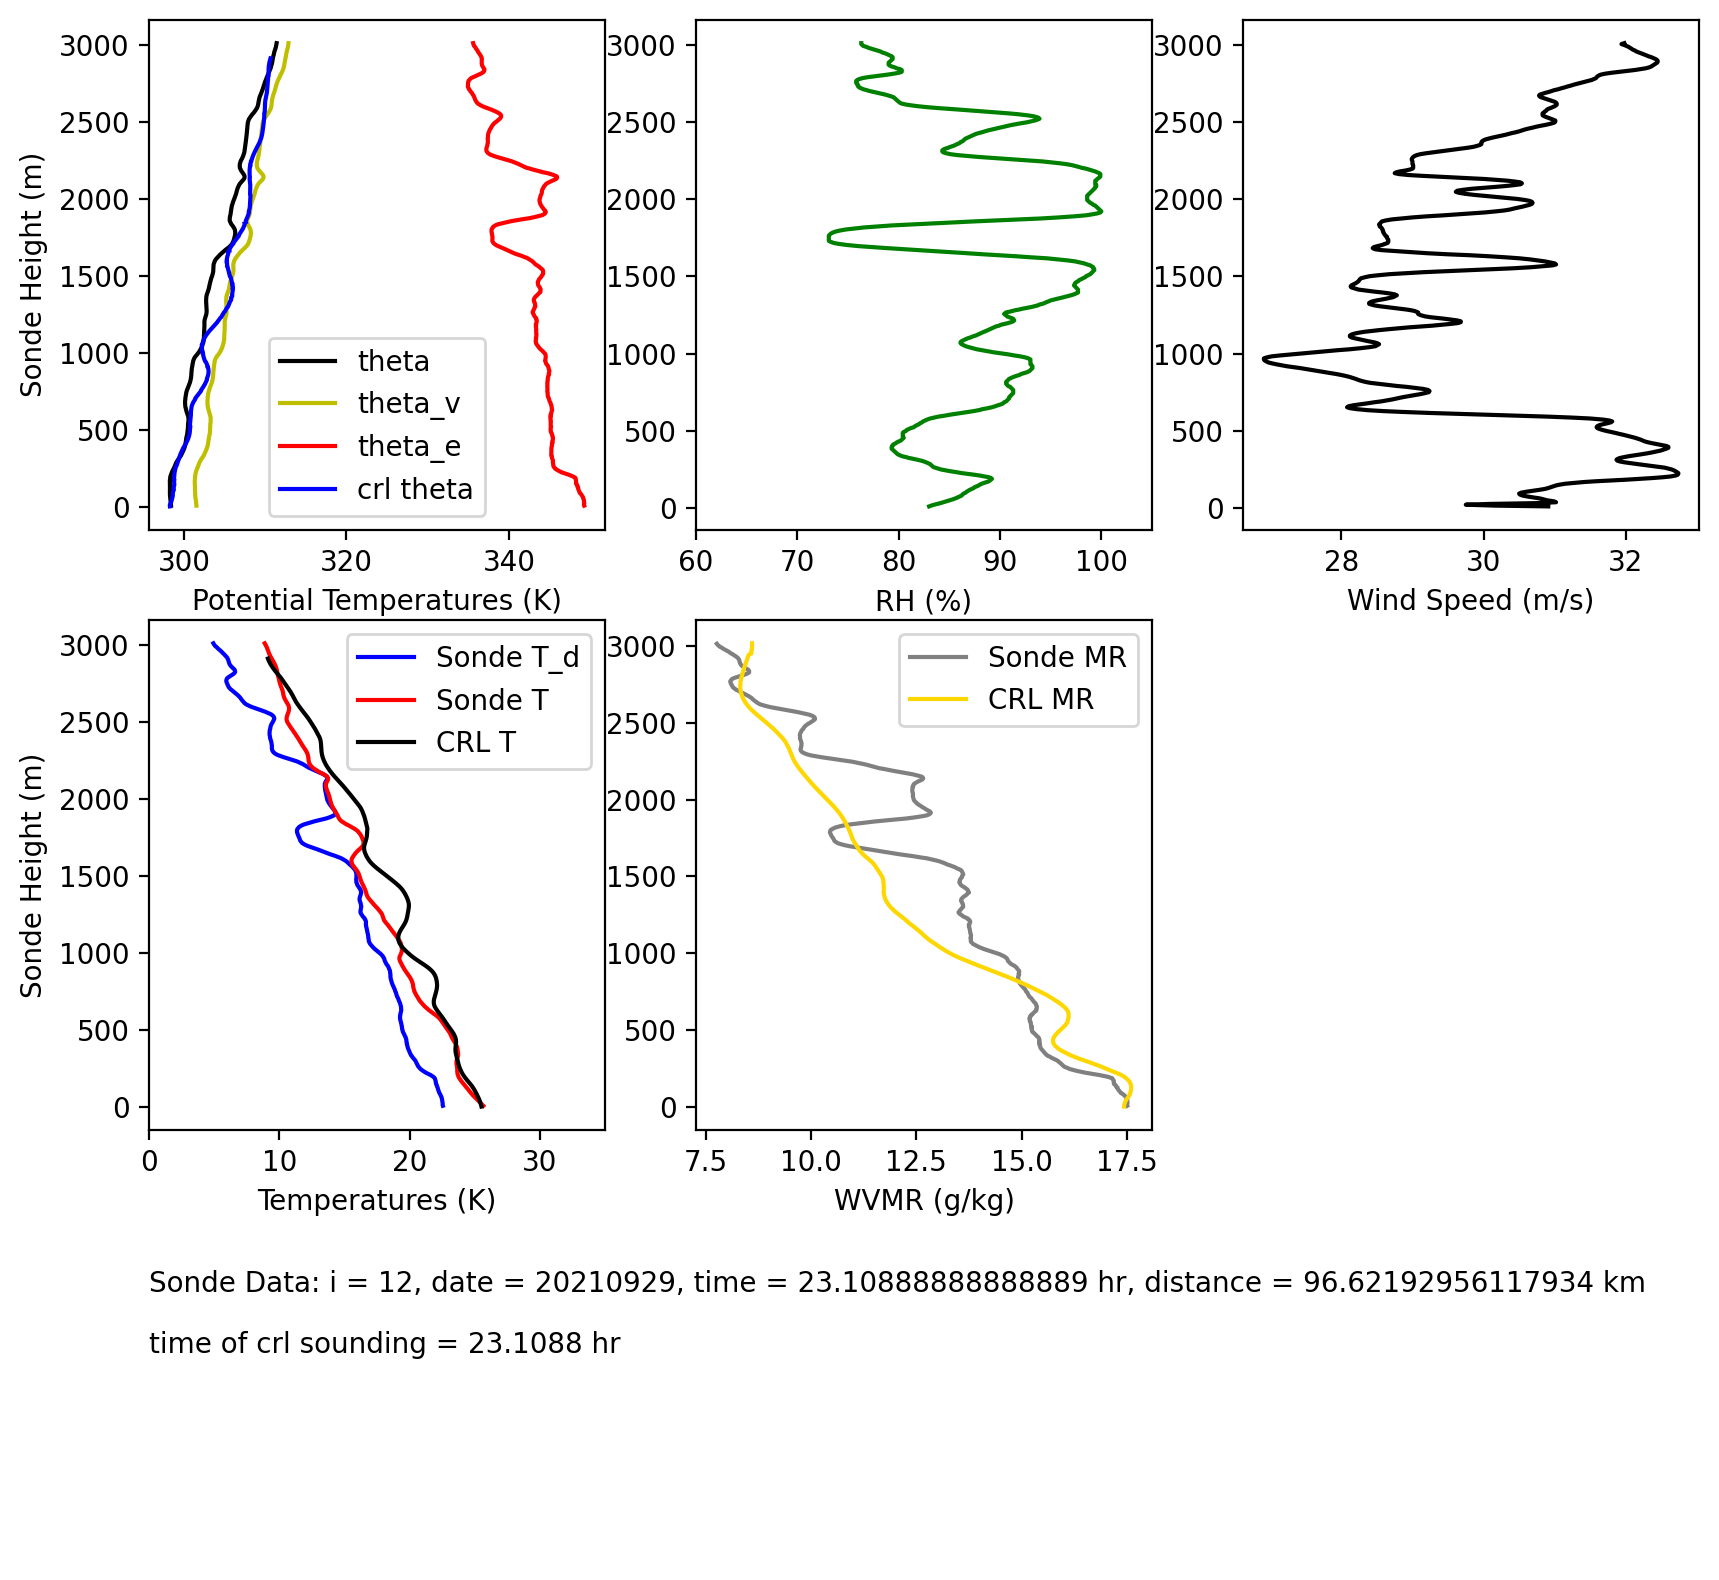 3000
2500
2000
1500
1000
500
0
Sonde Height (m)
theta
theta_v
theta_e
crl theta
300 320 340
Potential Temperatures (K)
3000
2500
2000
1500
1000
500
0
60 70 80 90 100
RH (%)
3000
2500
2000
1500
1000
500
0
28 30 32
Wind Speed (m/s)
3000
2500
2000
1500
1000
500
0
Sonde Height (m)
Sonde T_d
Sonde T
CRL T
0 10 20 30
Temperatures (K)
3000
2500
2000
1500
1000
500
0
Sonde MR
CRL MR
7.5 10.0 12.5 15.0 17.5
WVMR (g/kg)
Sonde Data: i = 12, date = 20210929, time = 23.10888888888889 hr, distance = 96.62192956117934 km
time of crl sounding = 23.1088 hr